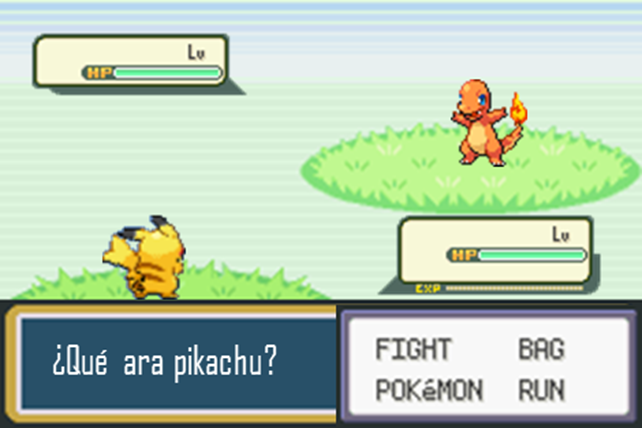 Lv
HP
Lv
HP
EXP
¿Qué ara pikachu?
FIGHT BAG
POKéMON RUN